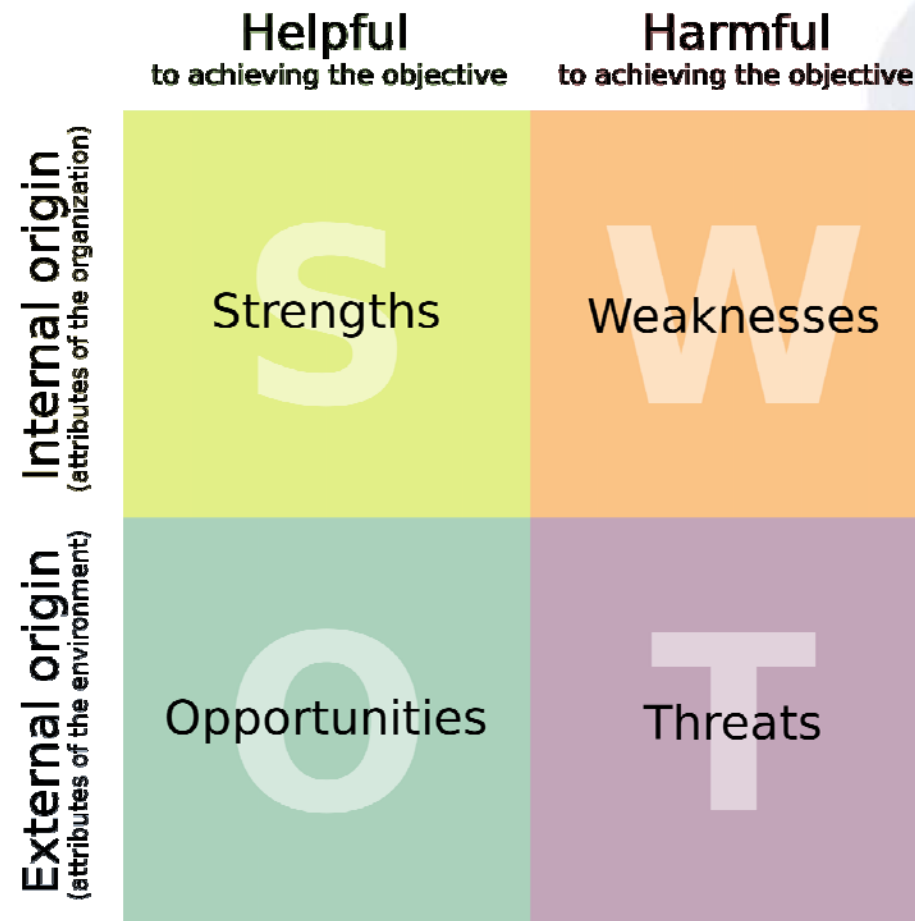 Helpful
to achieving the objective
Harmful
to achieving the objective
Internal origin
(attributes of the organization)
S
Strengths
W
Weaknesses
External origin
(attributes of the environment)
O
Opportunities
T
Threats